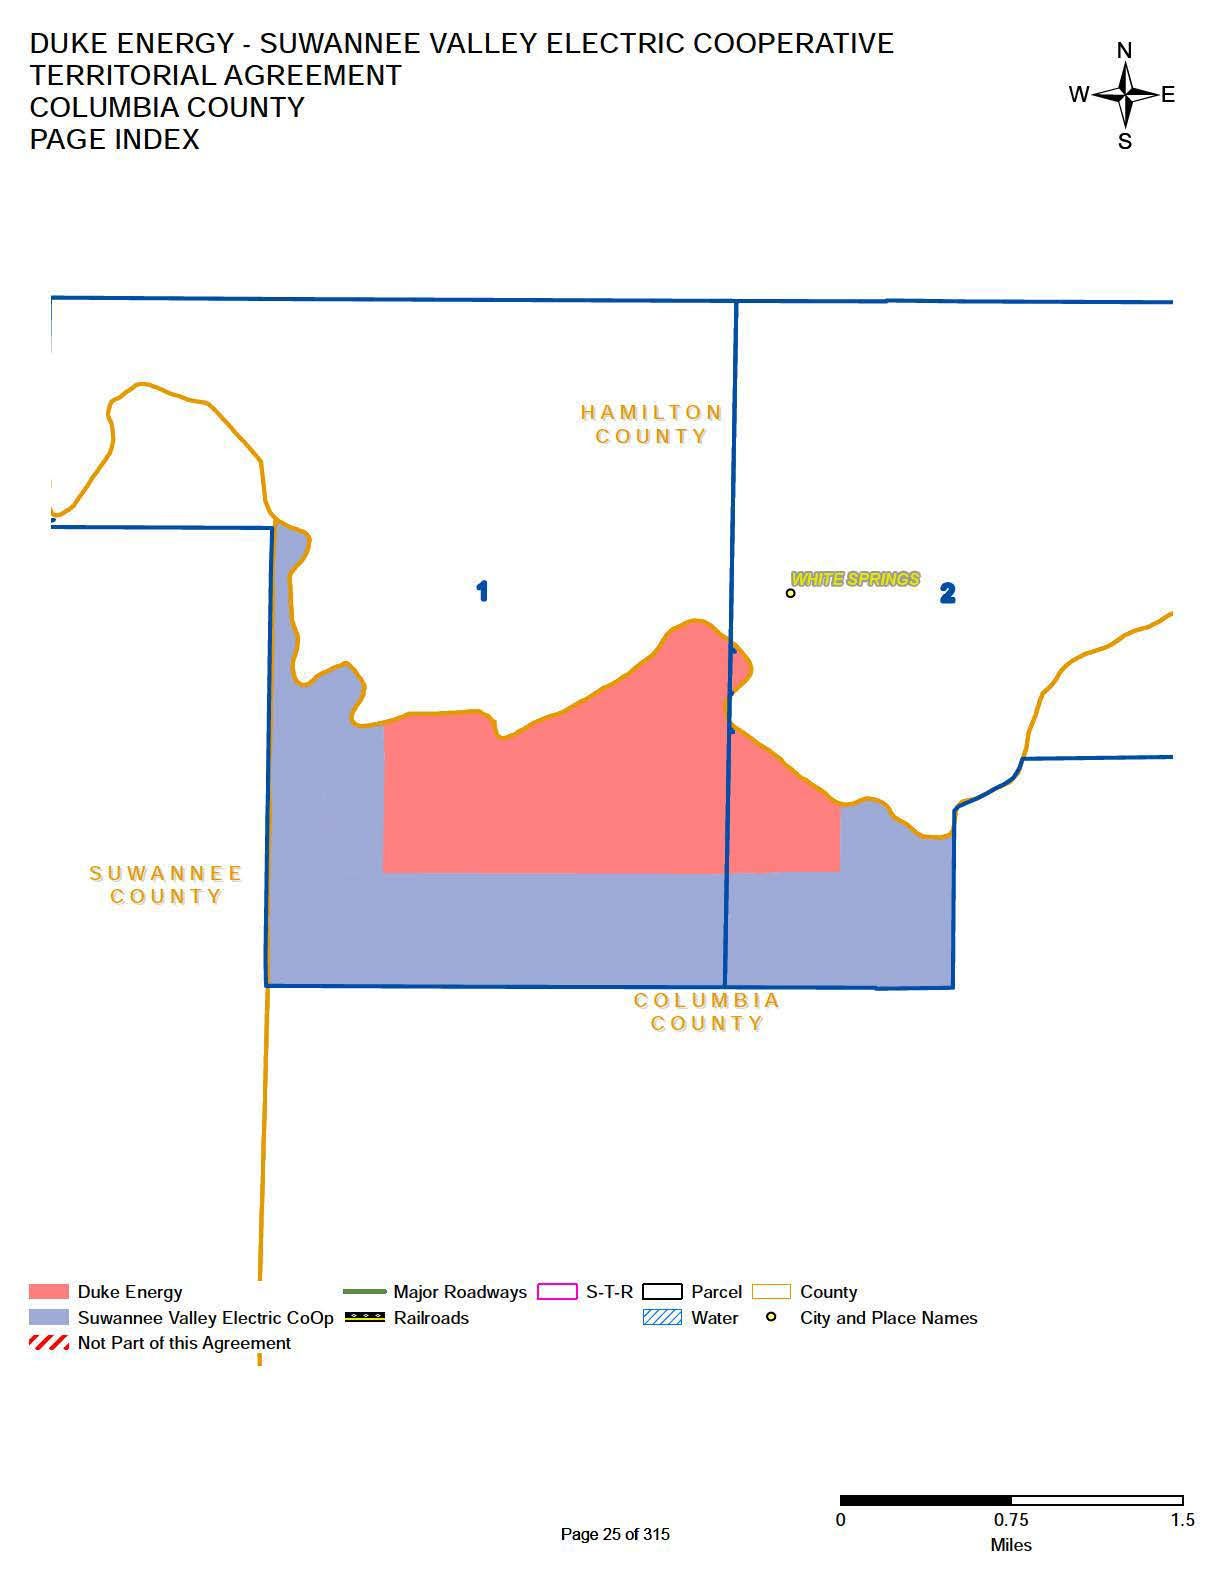 DUKE ENERGY - SUWANNEE VALLEY ELECTRIC COOPERATIVE
TERRITORIAL AGREEMENT
COLUMBIA COUNTY
PAGE INDEX
N
W E
S
HAMILTON
COUNTY
WHITE SPRINGS
1
2
SUWANNEE
COUNTY
COLUMBIA
COUNTY
Duke Energy
Major Roadways
S-T-R
Parcel
County
Suwannee Valley Electric CoOp
Railroads
Water
City and Place Names
Not Part of this Agreement
0 0.75 1.5
Miles
Page 25 of 315